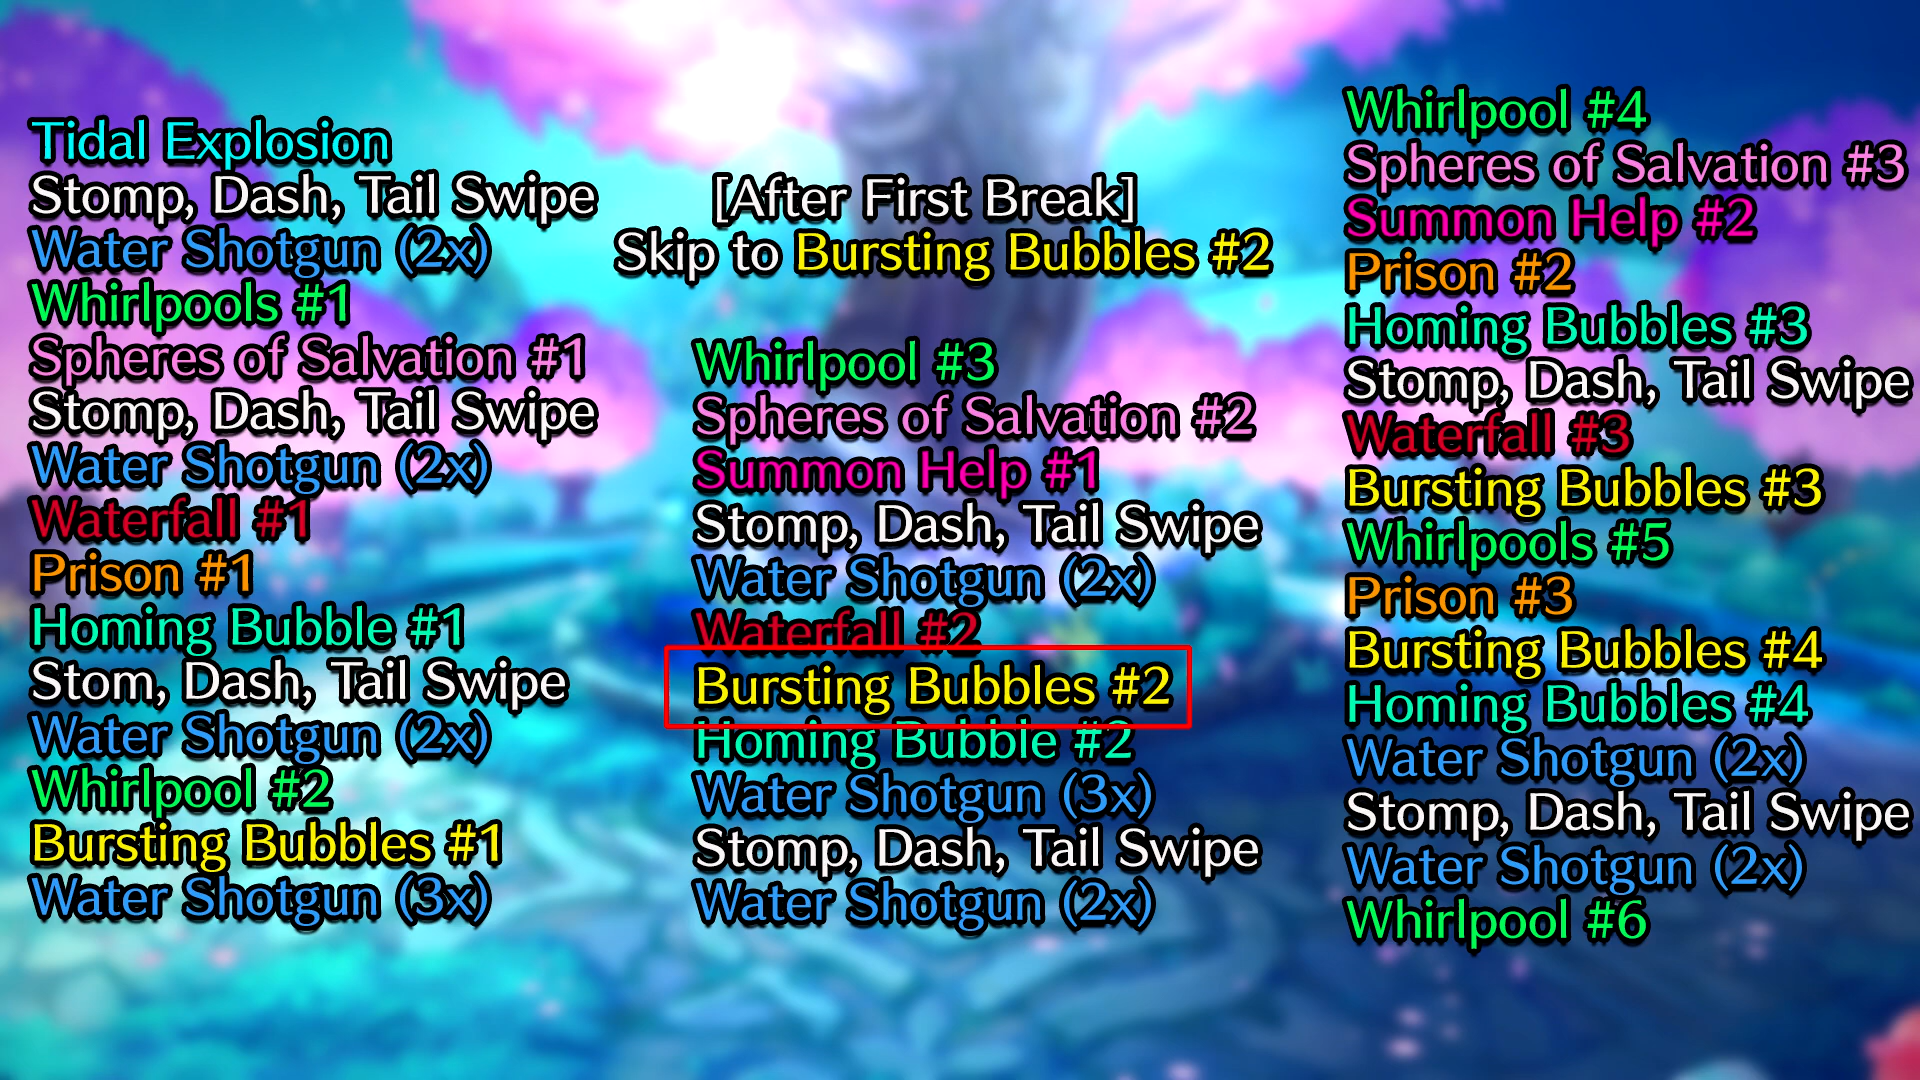 Tidal Explosion
Stomp, Dash, Tail Swipe
Water Shotgun (2x)
Whirlpools #1
Spheres of Salvation #1
Stomp, Dash, Tail Swipe
Water Shotgun (2x)
Waterfall #1
Prison #1
Homing Bubble #1
Stom, Dash, Tail Swipe
Water Shotgun (2x)
Whirlpool #2
Bursting Bubbles #1
Water Shotgun (3x)
[After First Break]
Skip to Bursting Bubbles #2
Whirlpool #3
Spheres of Salvation #2
Summon Help #1
Stomp, Dash, Tail Swipe
Water Shotgun (2x)
Waterfall #2
Bursting Bubbles #2
Homing Bubble #2
Water Shotgun (3x)
Stomp, Dash, Tail Swipe
Water Shotgun (2x)
Whirlpool #4
Spheres of Salvation #3
Summon Help #2
Prison #2
Homing Bubbles #3
Stomp, Dash, Tail Swipe
Waterfall #3
Bursting Bubbles #3
Whirlpools #5
Prison #3
Bursting Bubbles #4
Homing Bubbles #4
Water Shotgun (2x)
Stomp, Dash, Tail Swipe
Water Shotgun (2x)
Whirlpool #6